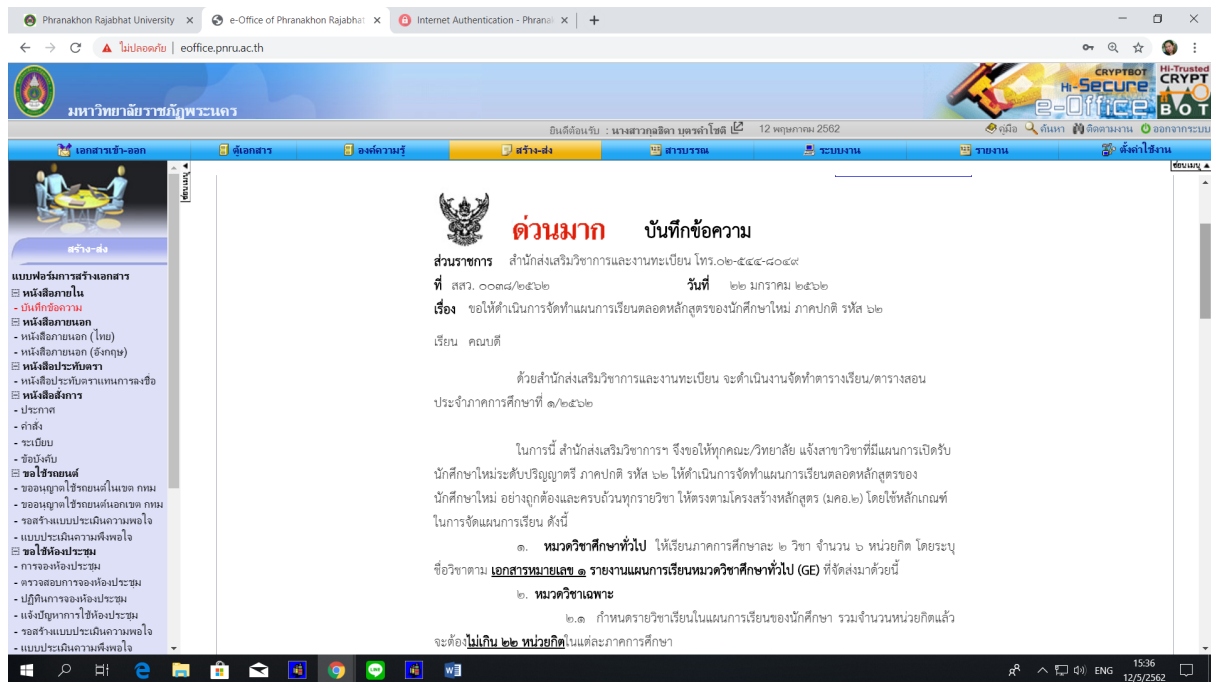 Phranakhon Rajabhat University
e-Office of Phranakhon Rajabhat
Internet Authentication - Phranak
ไม่ปลอดภัย | eoffice.pnru.ac.th
มหาวิทยาลัยราชภัฏพระนคร
CRYPTBOT
Hi-Secure
e-Office
Hi-Trusted
CRYPT
BOT
ยินดีต้อนรับ : นางสาวกุลธิดา บุตรคำโชติ 12 พฤษภาคม 2562 คู่มือ ค้นหา ติดตามงาน ออกจากระบบ
เอกสารเข้า-ออก ตู้เอกสาร องค์ความรู้ สร้าง-ส่ง สารบรรณ ระบบงาน รายงาน ตั้งค่าใช้งาน
ซ่อนเมนู
ซ่อนเมนู
สร้าง-ส่ง
แบบฟอร์มการสร้างเอกสาร
หนังสือภายใน
- บันทึกข้อความ
หนังสือภายนอก
- หนังสือภายนอก (ไทย)
- หนังสือภายนอก (อังกฤษ)
หนังสือประทับตรา
- หนังสือประทับตราแทนการลงชื่อ
หนังสือสั่งการ
- ประกาศ
- คำสั่ง
- ระเบียบ
- ข้อบังคับ
ขอใช้รถยนต์
- ขออนุญาตใช้รถยนต์ในเขต กทม
- ขออนุญาตใช้รถยนต์นอกเขต กทม
- รอสร้างแบบประเมินความพอใจ
- แบบประเมินความพึงพอใจ
ขอใช้ห้องประชุม
- การจองห้องประชุม
- ตรวจสอบการจองห้องประชุม
- ปฏิทินการจองห้องประชุม
- แจ้งปัญหาการใช้ห้องประชุม
- รอสร้างแบบประเมินความพอใจ
- แบบประเมินความพึงพอใจ
ด่วนมาก บันทึกข้อความ
ส่วนราชการ สำนักส่งเสริมวิชาการและงานทะเบียน โทร.๐๒-๕๔๔-๘๐๔๙
ที่ สสว. ๐๐๓๘/๒๕๖๒ วันที่ ๒๒ มกราคม ๒๕๖๒
เรื่อง ขอให้ดำเนินการจัดทำแผนการเรียนตลอดหลักสูตรของนักศึกษาใหม่ ภาคปกติ รหัส ๖๒
เรียน คณบดี
ด้วยสำนักส่งเสริมวิชาการและงานทะเบียน จะดำเนินงานจัดทำตารางเรียน/ตารางสอน
ประจำภาคการศึกษาที่ ๑/๒๕๖๒
ในการนี้ สำนักส่งเสริมวิชาการฯ จึงขอให้ทุกคณะ/วิทยาลัย แจ้งสาขาวิชาที่มีแผนการเปิดรับ
นักศึกษาใหม่ระดับปริญญาตรี ภาคปกติ รหัส ๖๒ ให้ดำเนินการจัดทำแผนการเรียนตลอดหลักสูตรของ
นักศึกษาใหม่ อย่างถูกต้องและครบถ้วนทุกรายวิชา ให้ตรงตามโครงสร้างหลักสูตร (มคอ.๒) โดยใช้หลักเกณฑ์
ในการจัดแผนการเรียน ดังนี้
๑. หมวดวิชาศึกษาทั่วไป ให้เรียนภาคการศึกษาละ ๒ วิชา จำนวน ๖ หน่วยกิต โดยระบุ
ชื่อวิชาตาม เอกสารหมายเลข ๑ รายงานแผนการเรียนหมวดวิชาศึกษาทั่วไป (GE) ที่จัดส่งมาด้วยนี้
๒. หมวดวิชาเฉพาะ
๒.๑ กำหนดรายวิชาเรียนในแผนการเรียนของนักศึกษา รวมจำนวนหน่วยกิตแล้ว
จะต้องไม่เกิน ๒๒ หน่วยกิตในแต่ละภาคการศึกษา
ENG
15:36
12/5/2562